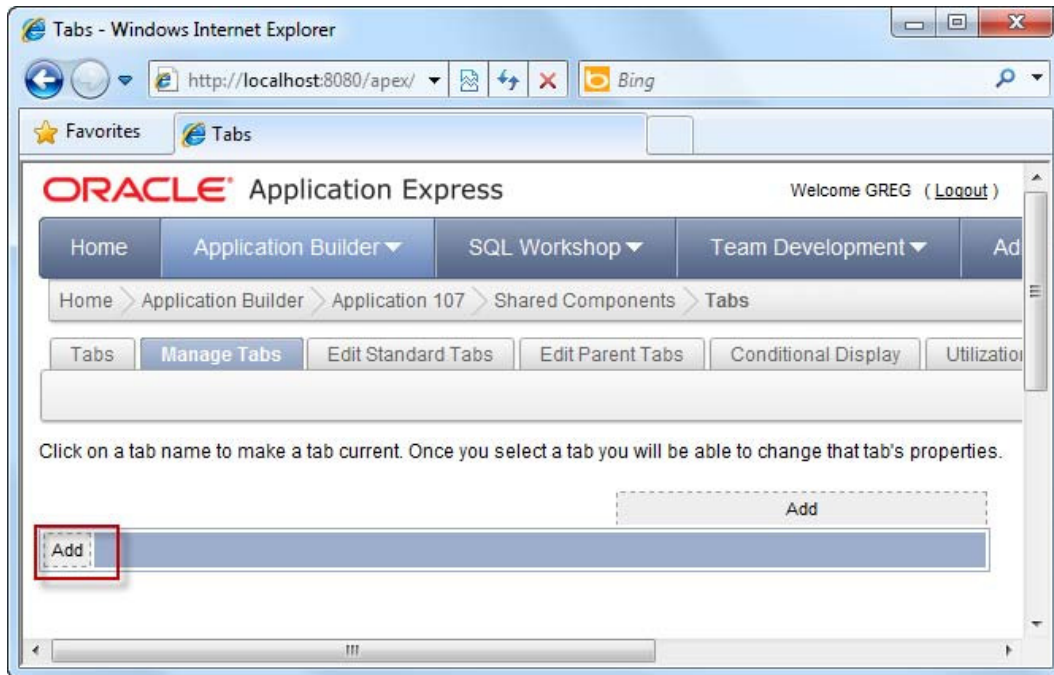 Tabs - Windows Internet Explorer
http://localhost:8080/apex/ Bing
Favorites Tabs
ORACLE Application Express Welcome GREG ( Logout )
Home Application Builder SQL Workshop Team Development Ad
Home Application Builder Application 107 Shared Components Tabs
Tabs Manage Tabs Edit Standard Tabs Edit Parent Tabs Conditional Display Utilization
Click on a tab name to make a tab current. Once you select a tab you will be able to change that tab's properties.
Add
Add